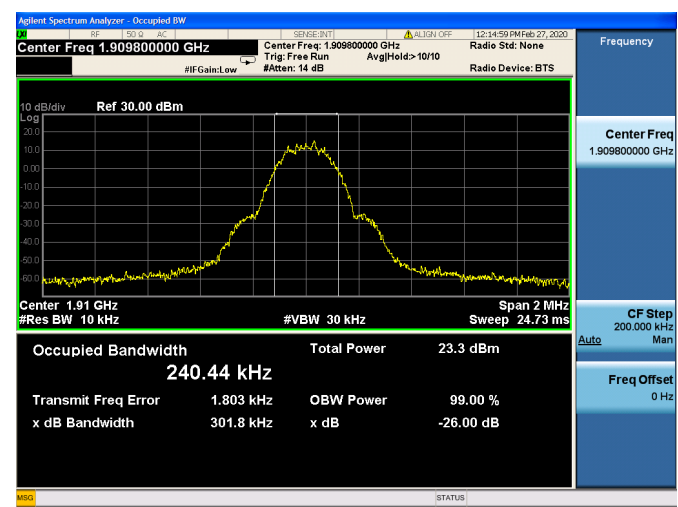 Agilent Spectrum Analyzer - Occupied BW
LXI RF 50 Ω AC SENSE:INT ALIGN OFF 12:14:59 PM Feb 27, 2020
Center Freq 1.909800000 GHz Center Freq: 1.909800000 GHz Radio Std: None
Trig: Free Run Avg|Hold:>10/10
#IFGain:Low #Atten: 14 dB Radio Device: BTS
Frequency
10 dB/div Ref 30.00 dBm
Log
20.0
10.0
0.00
-10.0
-20.0
-30.0
-40.0
-50.0
-60.0
Center Freq
1.909800000 GHz
Center 1.91 GHz Span 2 MHz
#Res BW 10 kHz #VBW 30 kHz Sweep 24.73 ms
CF Step
200.000 kHz
Auto Man
Occupied Bandwidth Total Power 23.3 dBm
240.44 kHz
Transmit Freq Error 1.803 kHz OBW Power 99.00 %
x dB Bandwidth 301.8 kHz x dB -26.00 dB
Freq Offset
0 Hz
MSG STATUS